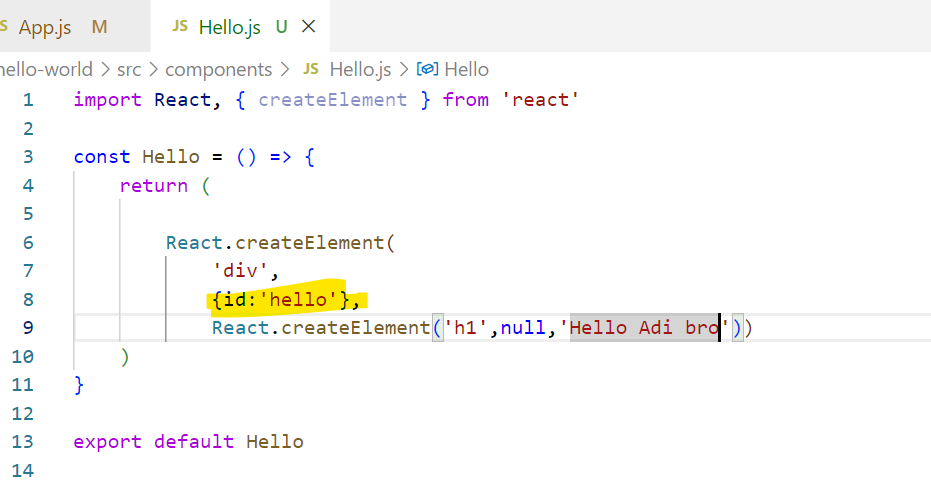 App.js M JS Hello.js U
hello-world > src > components > JS Hello.js > Hello
1 import React, { createElement } from 'react'
2
3 const Hello = () => {
4 return (
5
6 React.createElement(
7 'div',
8 {id:'hello'},
9 React.createElement('h1',null,'Hello Adi bro'))
10 )
11 }
12
13 export default Hello
14